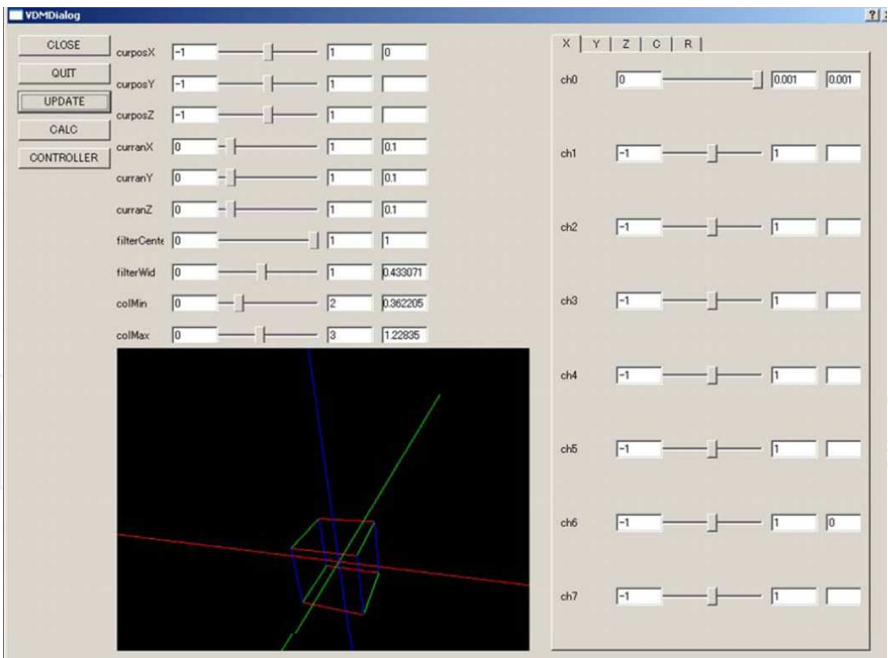 VDMDialog
CLOSE
QUIT
UPDATE
CALC
CONTROLLER
curposX -1 1 0
curposY -1 1
curposZ -1 1
curranX 0 1 0.1
curranY 0 1 0.1
curranZ 0 1 0.1
filterCente 0 1 1
filterWid 0 1 0.433071
colMin 0 2 0.362205
colMax 0 3 1.22835
X Y Z C R
ch0 0 0.001 0.001
ch1 -1 1
ch2 -1 1
ch3 -1 1
ch4 -1 1
ch5 -1 1
ch6 -1 1 0
ch7 -1 1